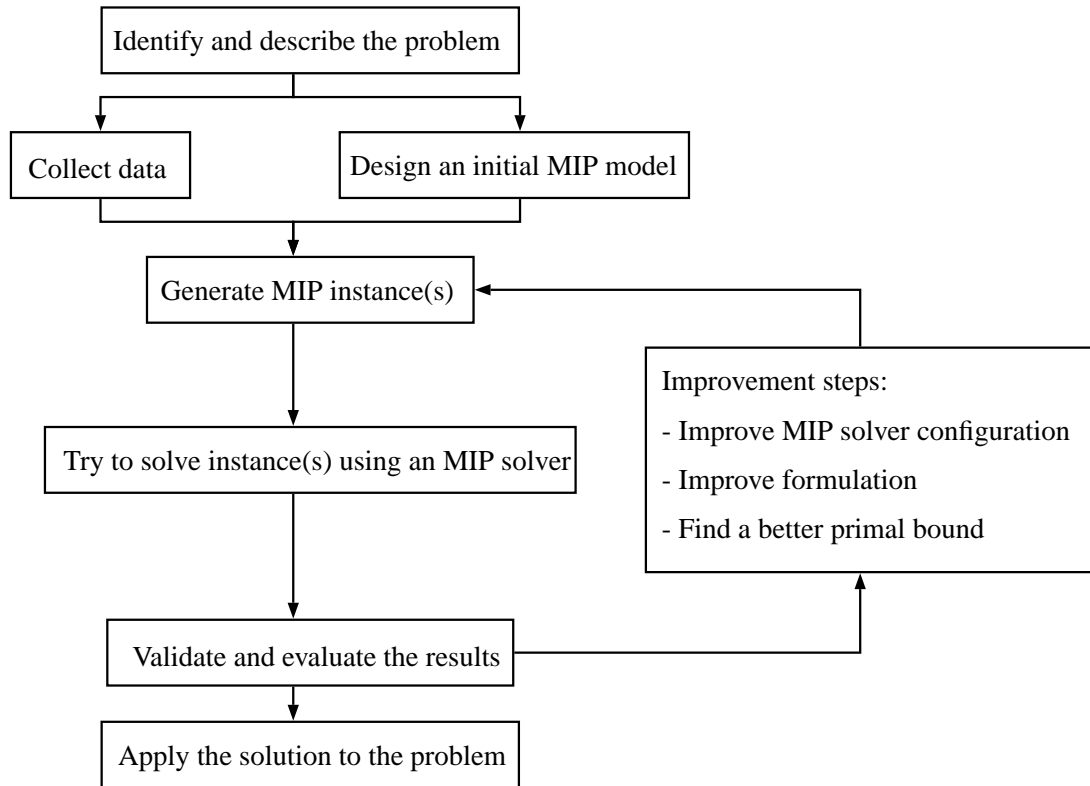 Identify and describe the problem
Collect data
Design an initial MIP model
Generate MIP instance(s)
Improvement steps:
- Improve MIP solver configuration
- Improve formulation
- Find a better primal bound
Try to solve instance(s) using an MIP solver
Validate and evaluate the results
Apply the solution to the problem